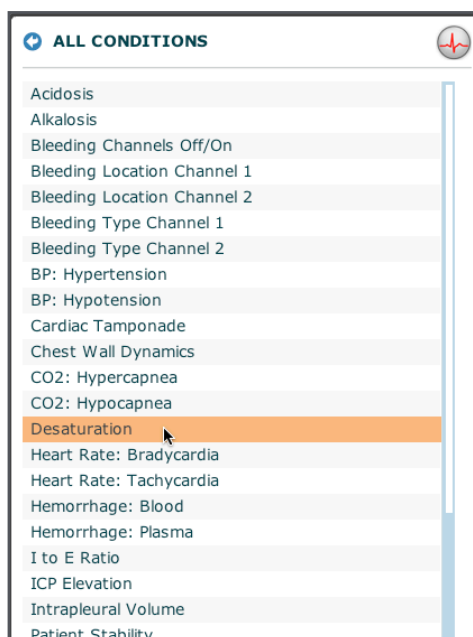 ALL CONDITIONS
Acidosis
Alkalosis
Bleeding Channels Off/On
Bleeding Location Channel 1
Bleeding Location Channel 2
Bleeding Type Channel 1
Bleeding Type Channel 2
BP: Hypertension
BP: Hypotension
Cardiac Tamponade
Chest Wall Dynamics
CO2: Hypercapnea
CO2: Hypocapnea
Desaturation
Heart Rate: Bradycardia
Heart Rate: Tachycardia
Hemorrhage: Blood
Hemorrhage: Plasma
I to E Ratio
ICP Elevation
Intrapleural Volume
Patient Stability